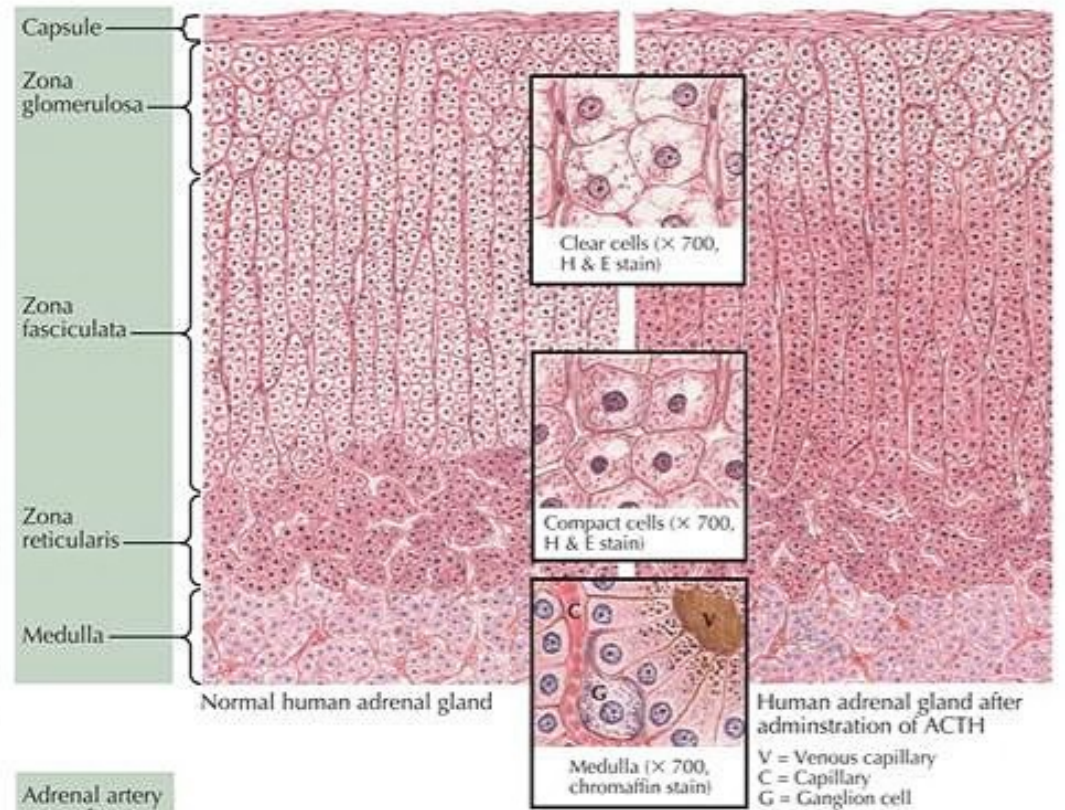 Capsule
Zona
glomerulosa
Zona
fasciculata
Zona
reticularis
Medulla
Clear cells (× 700,
H & E stain)
Compact cells (× 700,
H & E stain)
C
V
G
Medulla (× 700,
chromaffin stain)
Normal human adrenal gland
Human adrenal gland after
adminstration of ACTH
V = Venous capillary
C = Capillary
G = Ganglion cell
Adrenal artery